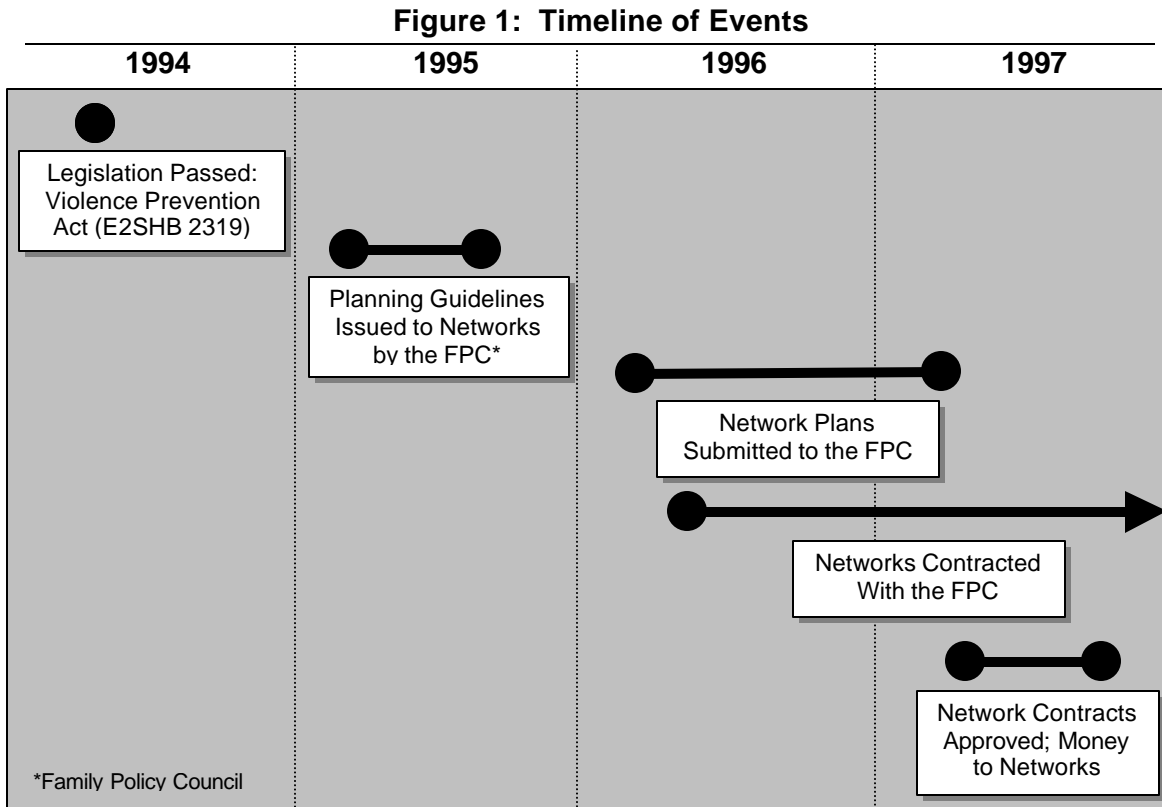 Figure 1: Timeline of Events
1994 1995 1996 1997
Legislation Passed:
Violence Prevention
Act (E2SHB 2319)
Planning Guidelines
Issued to Networks
by the FPC*
Network Plans
Submitted to the FPC
Networks Contracted
With the FPC
Network Contracts
Approved; Money
to Networks
*Family Policy Council